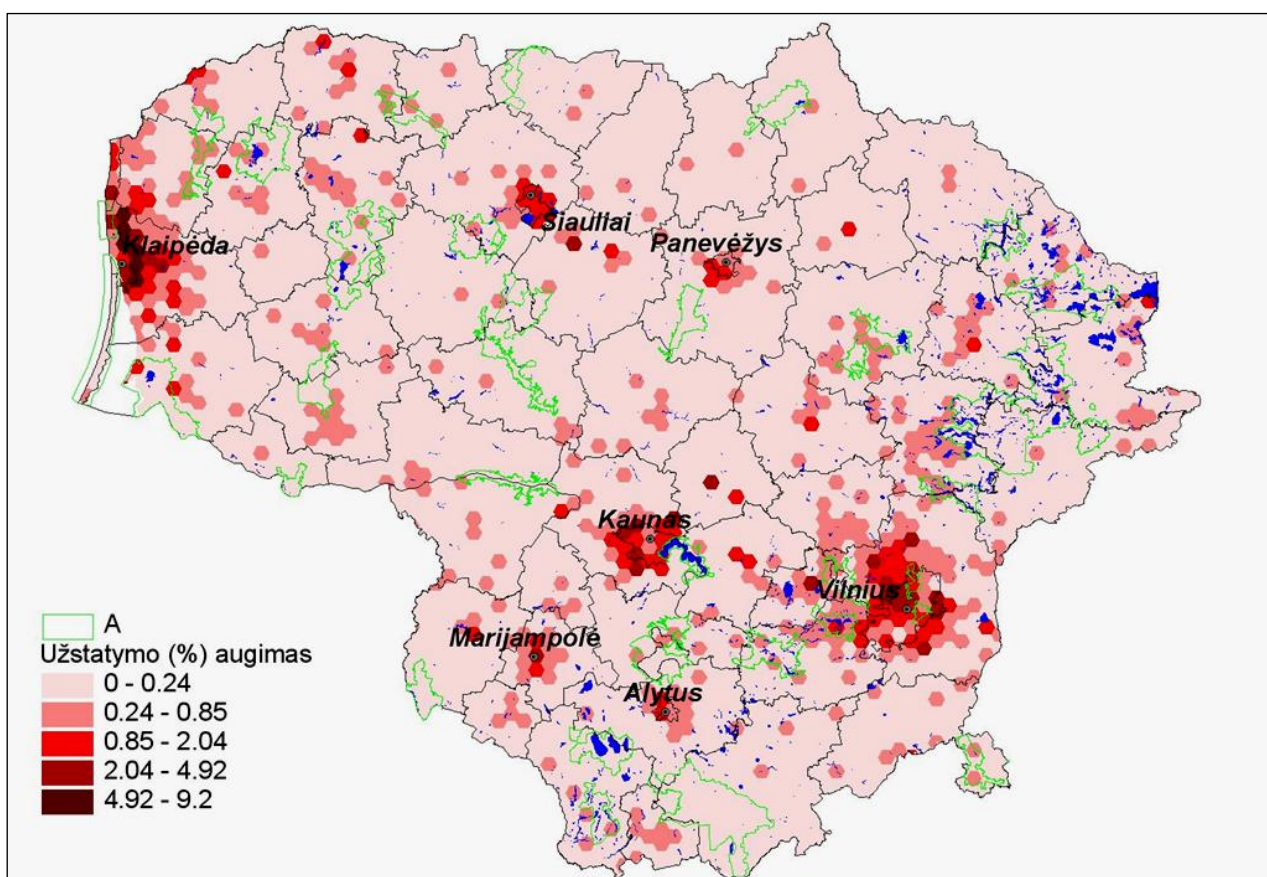 Klaipėda
Šiauliai
Panevėžys
Kaunas
Vilnius
Marijampolė
Alytus
A
Užstatymo (%) augimas
0 - 0.24
0.24 - 0.85
0.85 - 2.04
2.04 - 4.92
4.92 - 9.2